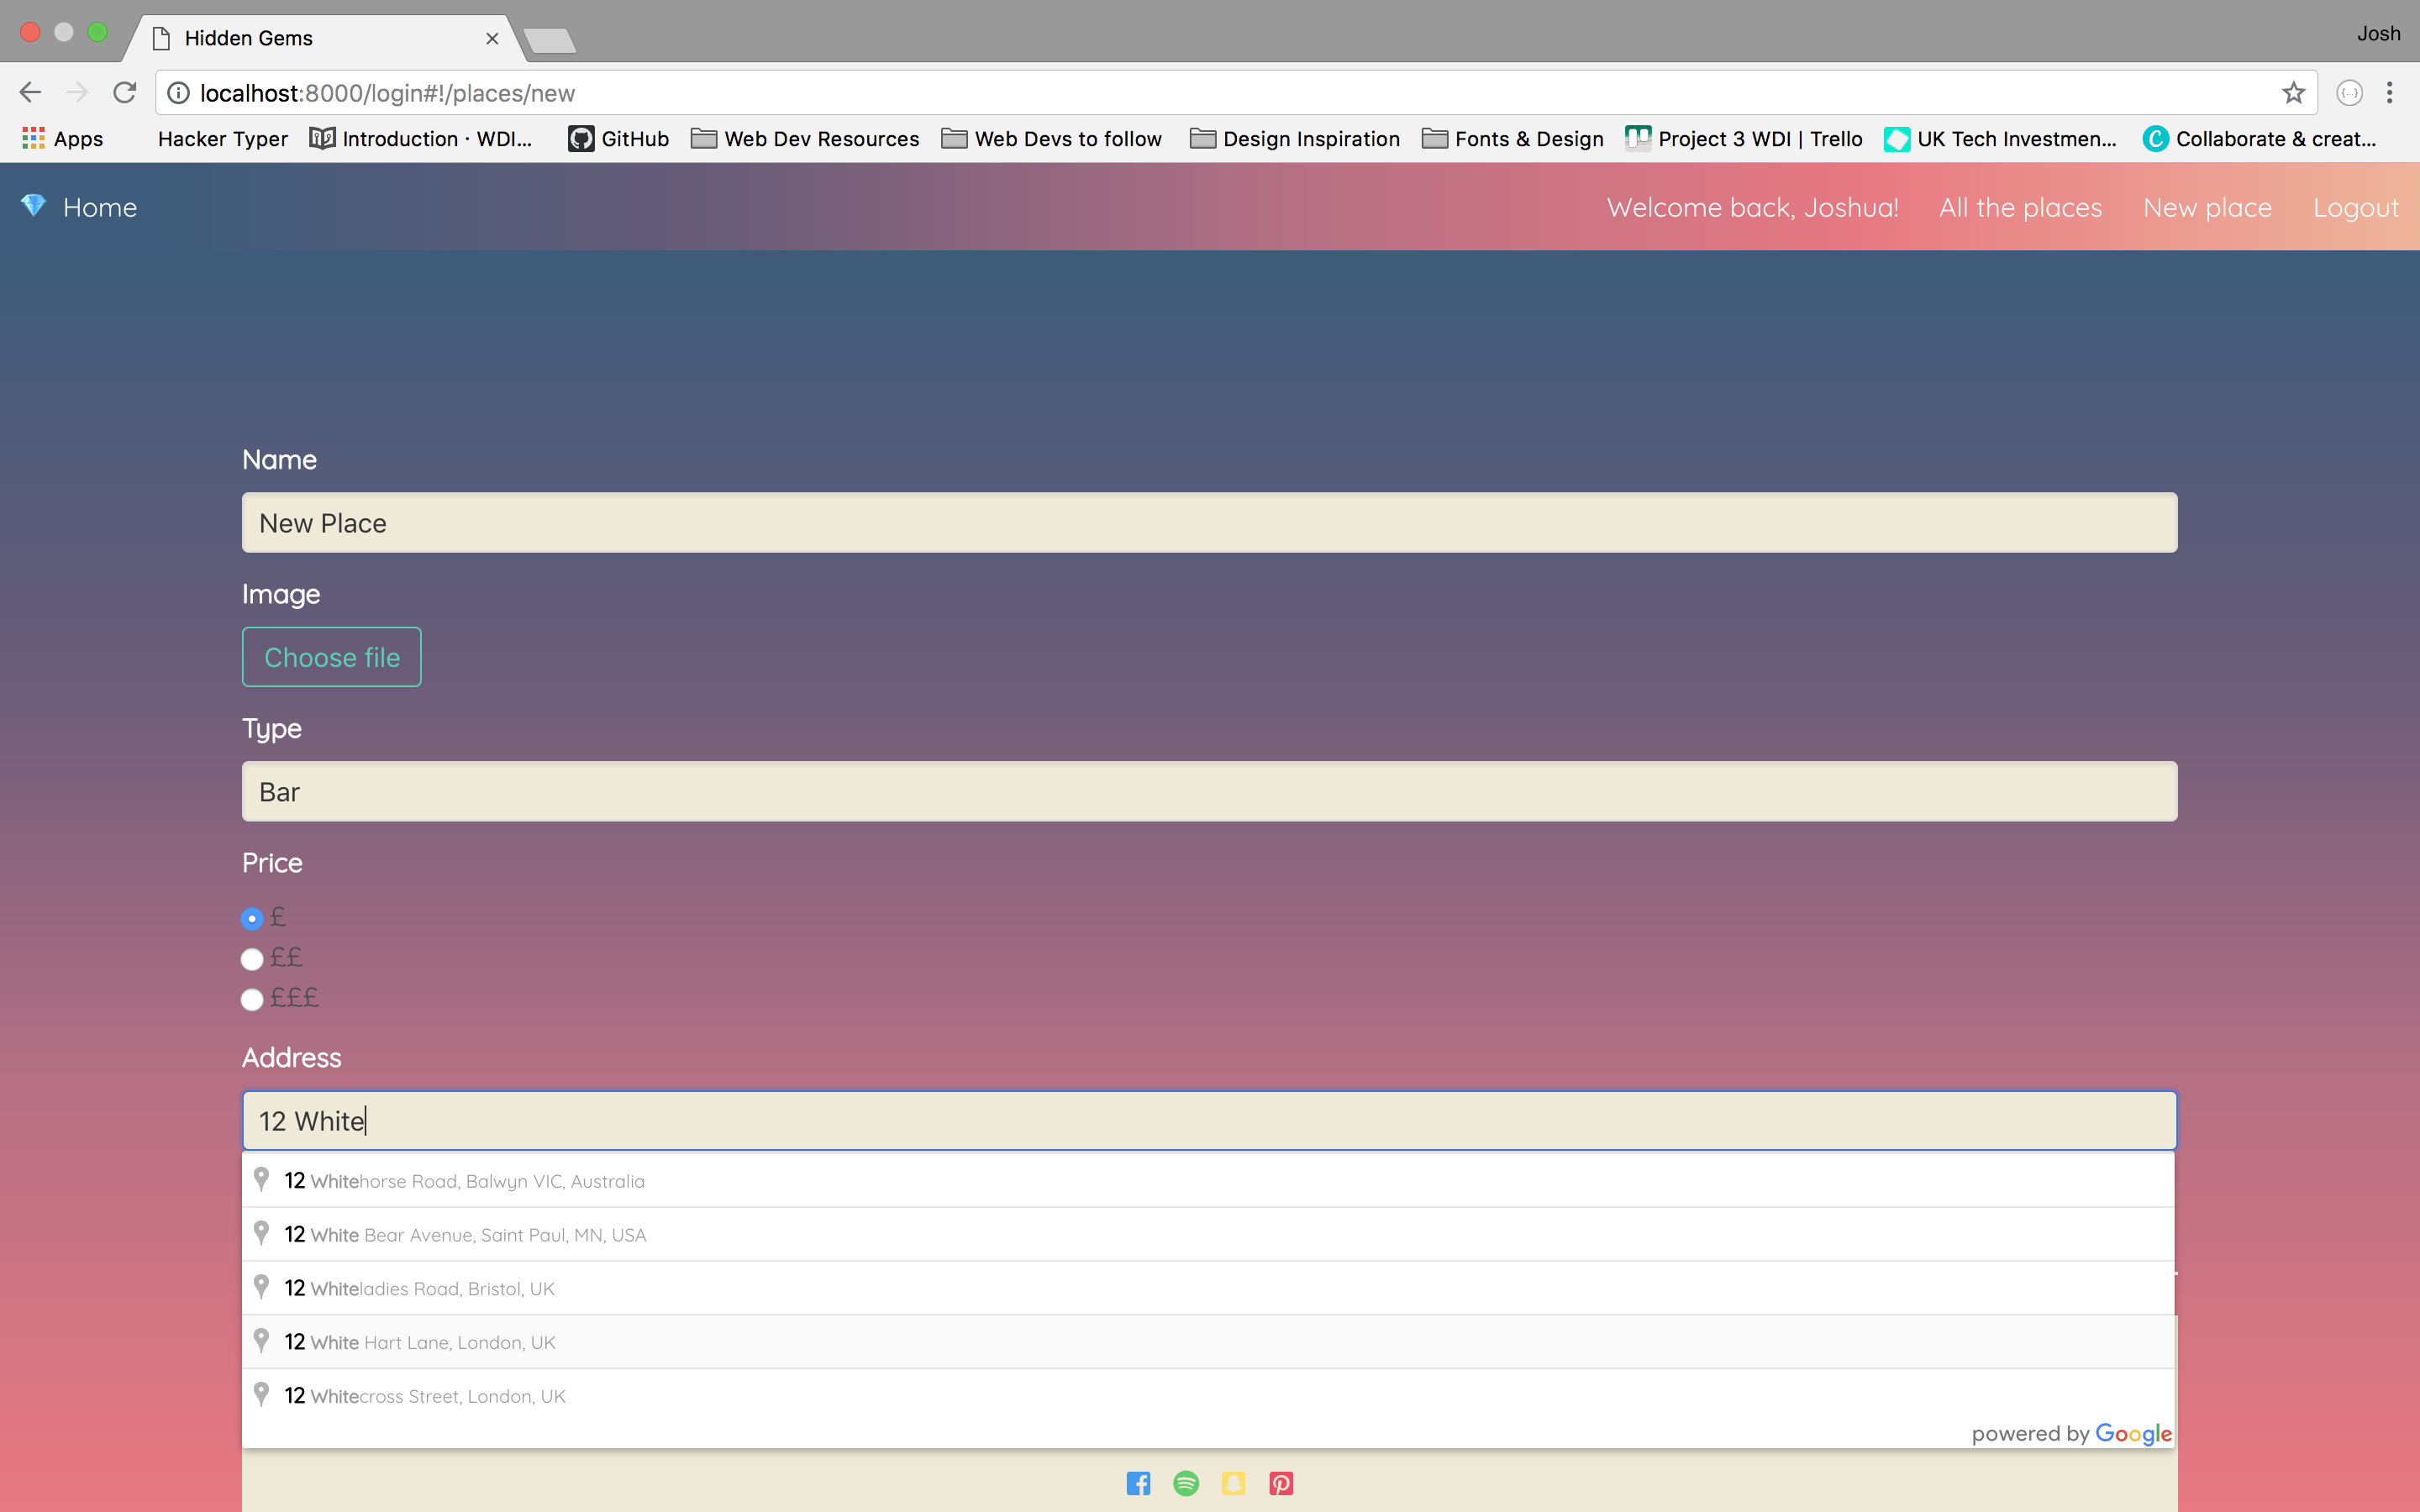 Hidden Gems
Josh
localhost:8000/login#!/places/new
Apps Hacker Typer Introduction · WDI... GitHub Web Dev Resources Web Devs to follow Design Inspiration Fonts & Design Project 3 WDI | Trello UK Tech Investmen... Collaborate & creat...
Home Welcome back, Joshua! All the places New place Logout
Name
New Place
Image
Choose file
Type
Bar
Price
£
££
£££
Address
12 White
12 Whitehorse Road, Balwyn VIC, Australia
12 White Bear Avenue, Saint Paul, MN, USA
12 Whiteladies Road, Bristol, UK
12 White Hart Lane, London, UK
12 Whitecross Street, London, UK
powered by Google